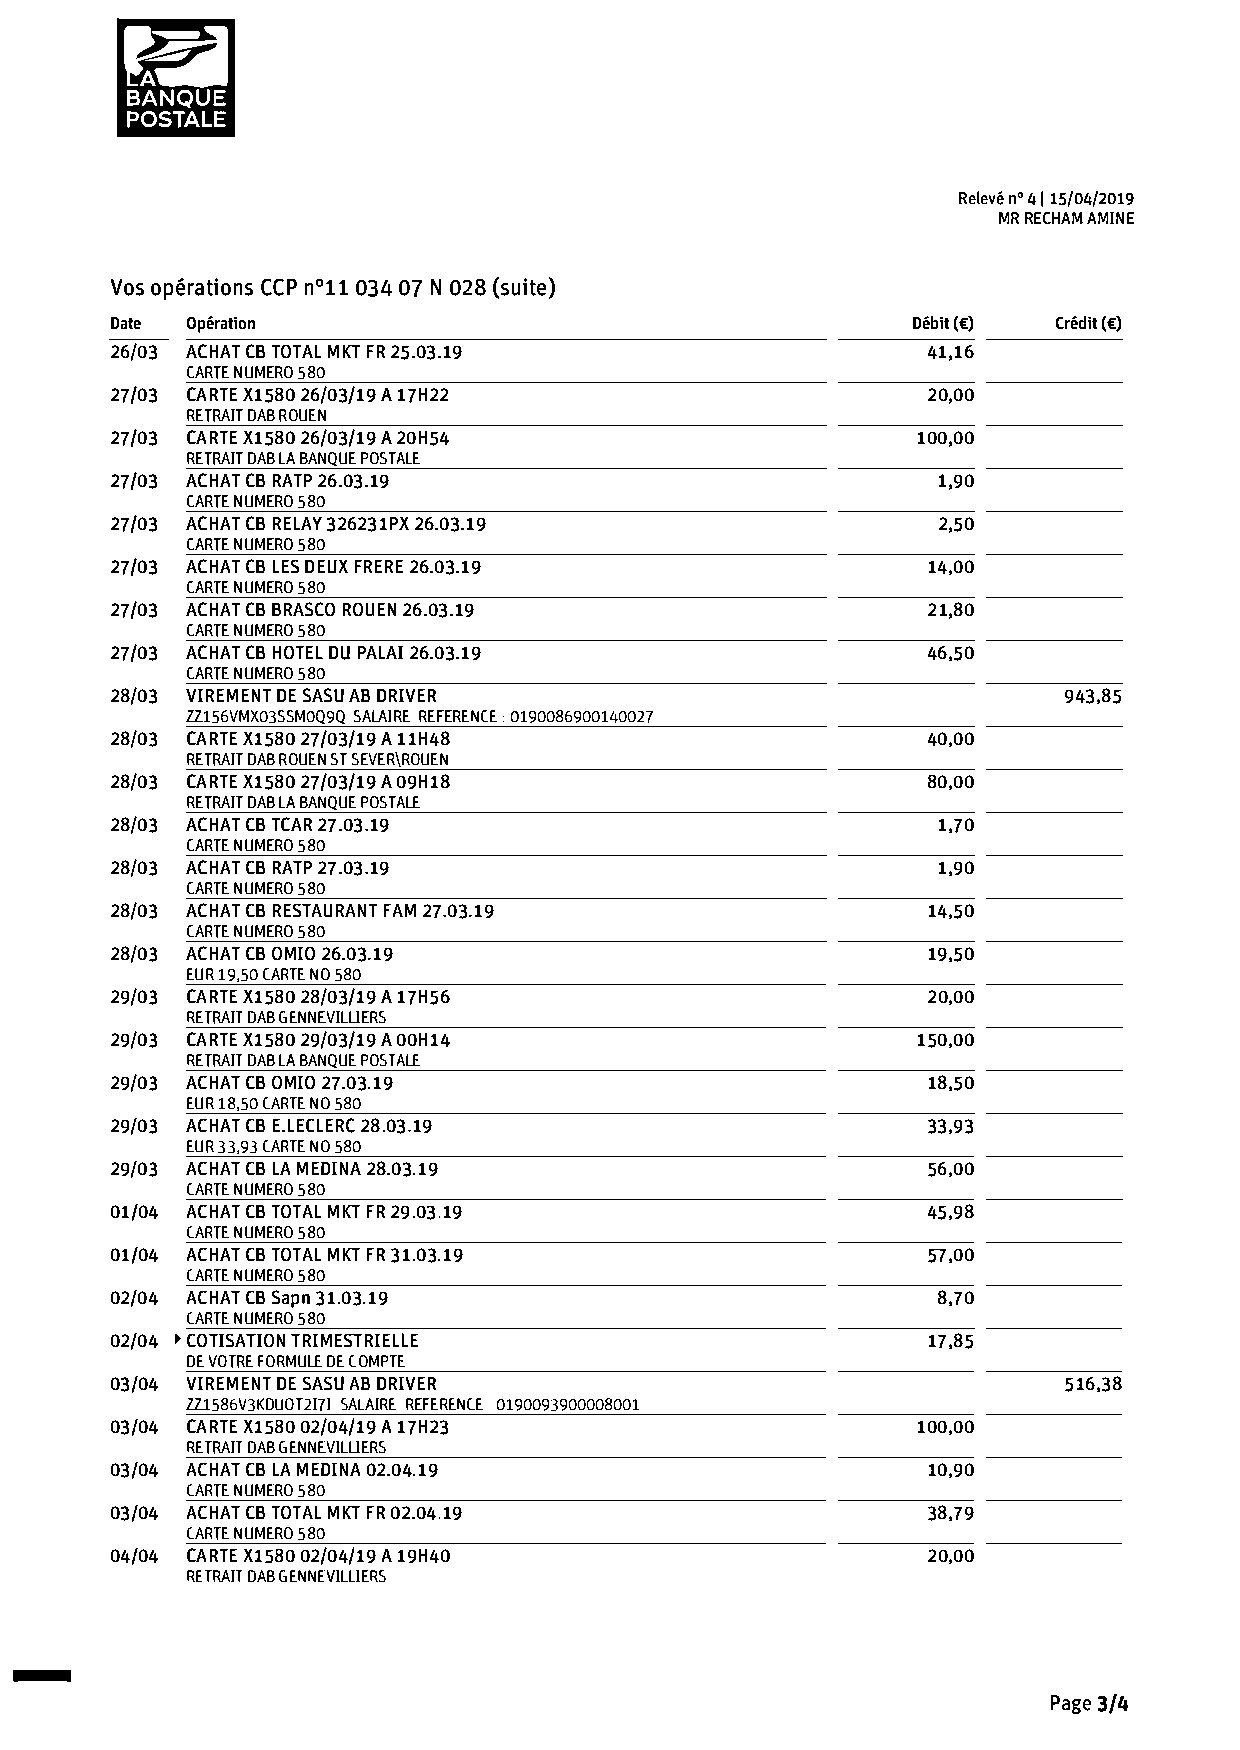 LA
BANQUE
POSTALE
Relevé n° 4 | 15/04/2019
MR RECHAM AMINE
Vos opérations CCP n°11 034 07 N 028 (suite)
Date Opération Débit (€) Crédit (€)
26/03 ACHAT CB TOTAL MKT FR 25.03.19 41,16
CARTE NUMERO 580
27/03 CARTE X1580 26/03/19 A 17H22 20,00
RETRAIT DAB ROUEN
27/03 CARTE X1580 26/03/19 A 20H54 100,00
RETRAIT DAB LA BANQUE POSTALE
27/03 ACHAT CB RATP 26.03.19 1,90
CARTE NUMERO 580
27/03 ACHAT CB RELAY 326231PX 26.03.19 2,50
CARTE NUMERO 580
27/03 ACHAT CB LES DEUX FRERE 26.03.19 14,00
CARTE NUMERO 580
27/03 ACHAT CB BRASCO ROUEN 26.03.19 21,80
CARTE NUMERO 580
27/03 ACHAT CB HOTEL DU PALAI 26.03.19 46,50
CARTE NUMERO 580
28/03 VIREMENT DE SASU AB DRIVER 943,85
ZZ156VMX03SSM0Q9Q SALAIRE REFERENCE : 0190086900140027
28/03 CARTE X1580 27/03/19 A 11H48 40,00
RETRAIT DAB ROUEN ST SEVER\ROUEN
28/03 CARTE X1580 27/03/19 A 09H18 80,00
RETRAIT DAB LA BANQUE POSTALE
28/03 ACHAT CB TCAR 27.03.19 1,70
CARTE NUMERO 580
28/03 ACHAT CB RATP 27.03.19 1,90
CARTE NUMERO 580
28/03 ACHAT CB RESTAURANT FAM 27.03.19 14,50
CARTE NUMERO 580
28/03 ACHAT CB OMIO 26.03.19 19,50
EUR 19,50 CARTE NO 580
29/03 CARTE X1580 28/03/19 A 17H56 20,00
RETRAIT DAB GENNEVILLIERS
29/03 CARTE X1580 29/03/19 A 00H14 150,00
RETRAIT DAB LA BANQUE POSTALE
29/03 ACHAT CB OMIO 27.03.19 18,50
EUR 18,50 CARTE NO 580
29/03 ACHAT CB E.LECLERC 28.03.19 33,93
EUR 33,93 CARTE NO 580
29/03 ACHAT CB LA MEDINA 28.03.19 56,00
CARTE NUMERO 580
01/04 ACHAT CB TOTAL MKT FR 29.03.19 45,98
CARTE NUMERO 580
01/04 ACHAT CB TOTAL MKT FR 31.03.19 57,00
CARTE NUMERO 580
02/04 ACHAT CB Sapn 31.03.19 8,70
CARTE NUMERO 580
02/04 COTISATION TRIMESTRIELLE 17,85
DE VOTRE FORMULE DE COMPTE
03/04 VIREMENT DE SASU AB DRIVER 516,38
ZZ1586V3KDUOT2I7I SALAIRE REFERENCE 0190093900008001
03/04 CARTE X1580 02/04/19 A 17H23 100,00
RETRAIT DAB GENNEVILLIERS
03/04 ACHAT CB LA MEDINA 02.04.19 10,90
CARTE NUMERO 580
03/04 ACHAT CB TOTAL MKT FR 02.04.19 38,79
CARTE NUMERO 580
04/04 CARTE X1580 02/04/19 A 19H40 20,00
RETRAIT DAB GENNEVILLIERS
Page 3/4